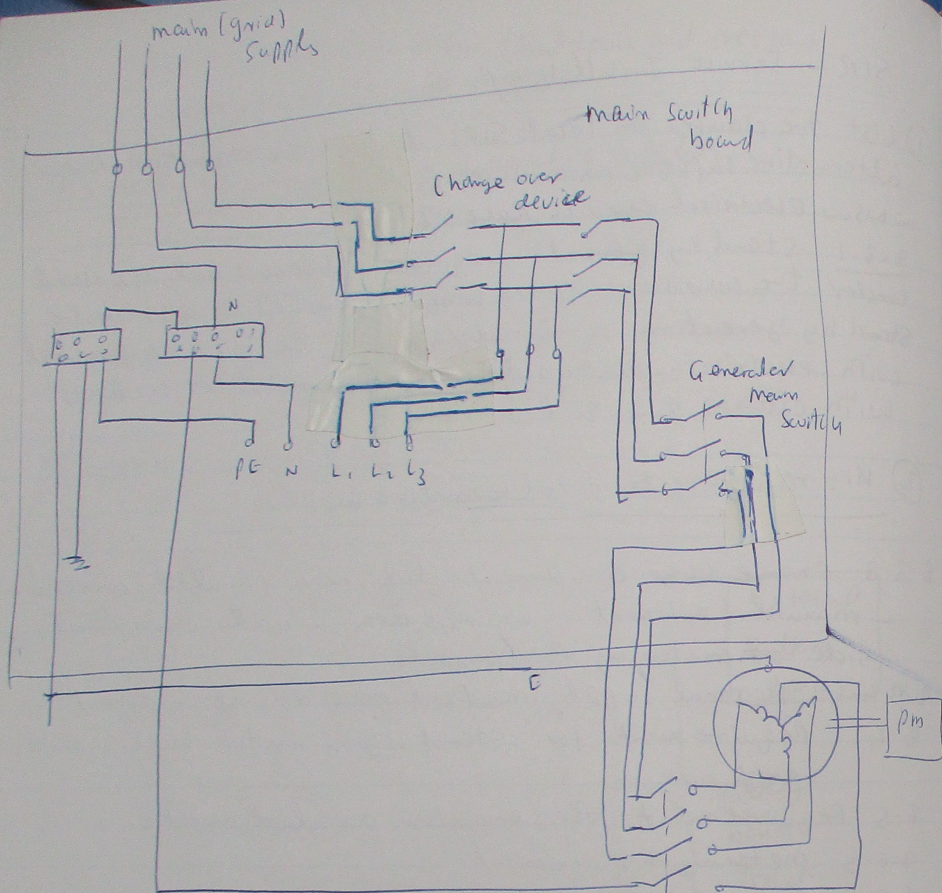 main (grid)
supply
main switch
board
Change over
device
N
Generator
main
switch
PE N L1 L2 L3
E
PM